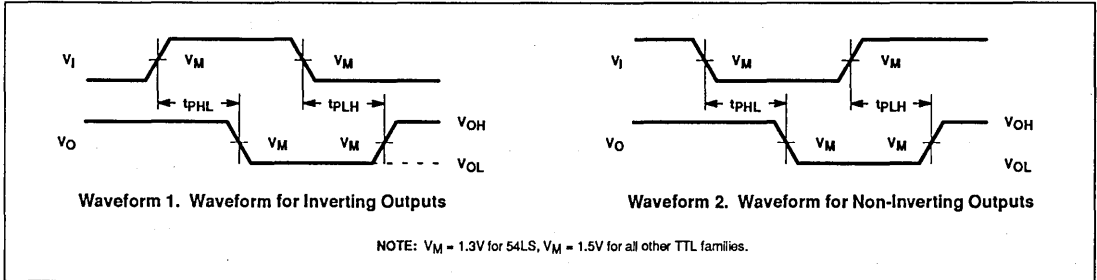 VI VM VM
tPHL tPLH
VO VM VM VOH
VOL
Waveform 1. Waveform for Inverting Outputs
VI VM VM
tPHL tPLH
VO VM VM VOH
VOL
Waveform 2. Waveform for Non-Inverting Outputs
NOTE: VM = 1.3V for 54LS, VM = 1.5V for all other TTL families.